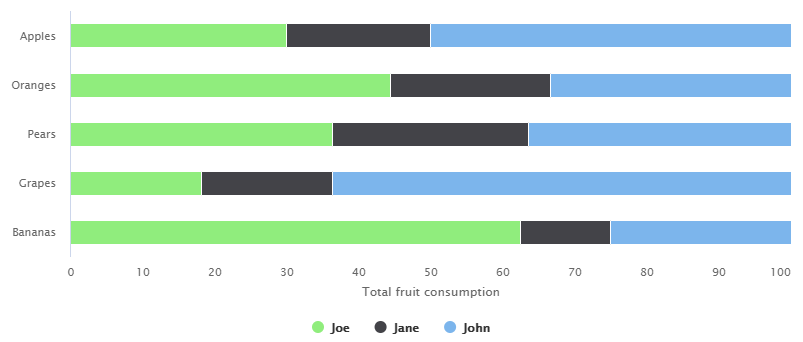 Apples
Oranges
Pears
Grapes
Bananas
0 10 20 30 40 50 60 70 80 90 100
Total fruit consumption
Joe Jane John